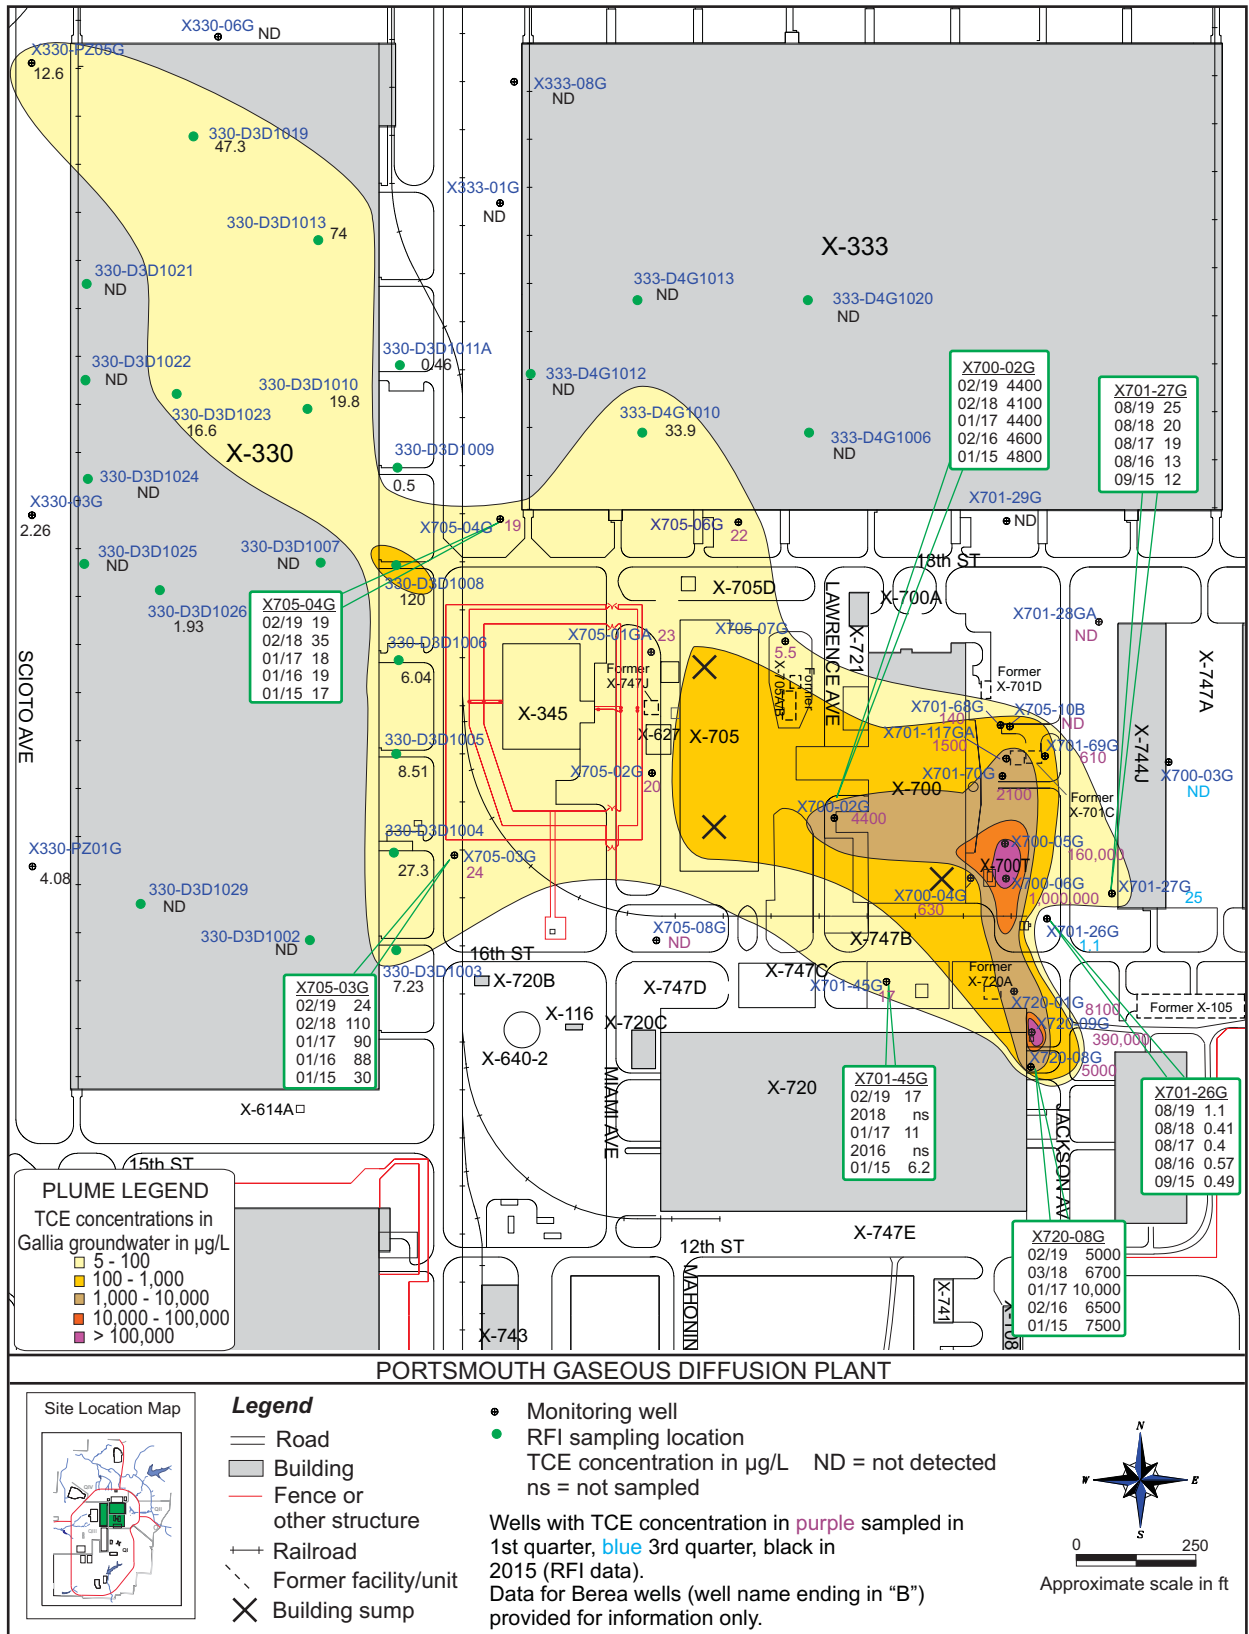 X330-06G
ND
X330-PZ05G
12.6
X333-08G
ND
330-D3D1019
47.3
X333-01G
ND
330-D3D1013
74
X-333
330-D3D1021
ND
333-D4G1013
ND
333-D4G1020
ND
330-D3D1022
ND
330-D3D1011A
0.46
333-D4G1012
ND
330-D3D1010
19.8
330-D3D1023
16.6
333-D4G1010
33.9
333-D4G1006
ND
X700-02G
02/19 4400
02/18 4100
01/17 4400
02/16 4600
01/15 4800
X701-27G
08/19 25
08/18 20
08/17 19
08/16 13
09/15 12
X-330
330-D3D1009
0.5
330-D3D1024
ND
X330-03G
2.26
X705-04G
19
X705-06G
22
X701-29G
ND
330-D3D1025
ND
330-D3D1007
ND
330-D3D1008
120
18th ST
X-705D
X-700A
LAWRENCE AVE
X-721
330-D3D1026
1.93
X705-04G
02/19 19
02/18 35
01/17 18
01/16 19
01/15 17
X701-28GA
ND
SCIOTO AVE
330-D3D1006
6.04
X705-01GA
23
Former
X-747J
X705-07G
5.5
Former
X-705A/B
Former
X-701D
X-747A
X-345
X-627
X-705
X701-68G
140
X705-10B
ND
X701-117GA
1500
X701-69G
610
X-744J
X700-03G
ND
330-D3D1005
8.51
X705-02G
20
X701-70G
2100
X-700
Former
X-701C
X700-02G
4400
330-D3D1004
27.3
X330-PZ01G
4.08
X705-03G
24
X700-05G
160,000
X-700T
X700-06G
1,000,000
X701-27G
25
X700-04G
630
330-D3D1029
ND
330-D3D1002
ND
X705-08G
ND
X701-26G
1.1
X-747B
330-D3D1003
7.23
16th ST
X-720B
X-747D
X-747C
X701-45G
17
Former
X-720A
X720-01G
8100
Former X-105
X705-03G
02/19 24
02/18 110
01/17 90
01/16 88
01/15 30
X-116
X-720C
X-640-2
X720-09G
390,000
X720-08G
5000
X-720
X701-45G
02/19 17
2018 ns
01/17 11
2016 ns
01/15 6.2
X701-26G
08/19 1.1
08/18 0.41
08/17 0.4
08/16 0.57
09/15 0.49
X-614A
MIAMI AVE
JACKSON AV
15th ST
X720-08G
02/19 5000
03/18 6700
01/17 10,000
02/16 6500
01/15 7500
X-747E
12th ST
MAHONIN
X-741
X-743
PLUME LEGEND
TCE concentrations in
Gallia groundwater in µg/L
5 - 100
100 - 1,000
1,000 - 10,000
10,000 - 100,000
> 100,000
PORTSMOUTH GASEOUS DIFFUSION PLANT
Site Location Map
Legend
Road
Building
Fence or
other structure
Railroad
Former facility/unit
Building sump
Monitoring well
RFI sampling location
TCE concentration in µg/L ND = not detected
ns = not sampled
Wells with TCE concentration in purple sampled in
1st quarter, blue 3rd quarter, black in
2015 (RFI data).
Data for Berea wells (well name ending in “B”)
provided for information only.
N
W
E
S
0 250
Approximate scale in ft